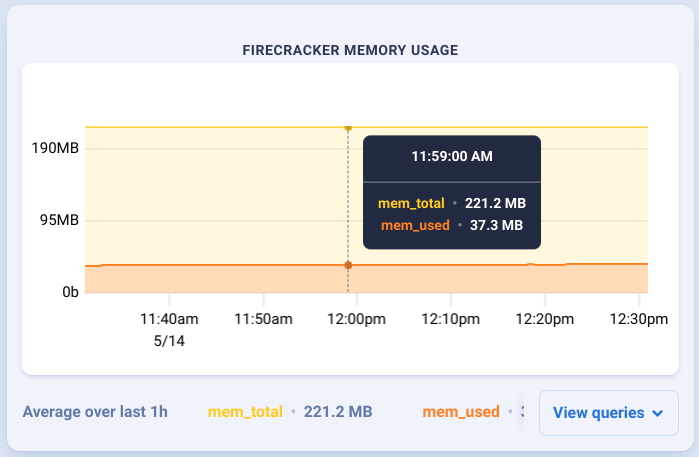 FIRECRACKER MEMORY USAGE
190MB
95MB
0b
11:59:00 AM
mem_total • 221.2 MB
mem_used • 37.3 MB
11:40am 11:50am 12:00pm 12:10pm 12:20pm 12:30pm
5/14
Average over last 1h mem_total • 221.2 MB mem_used • View queries